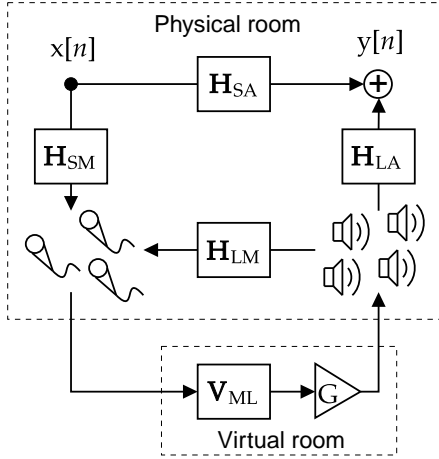 Physical room
x[n]
y[n]
H_SA
H_SM
H_LA
H_LM
V_ML
G
Virtual room